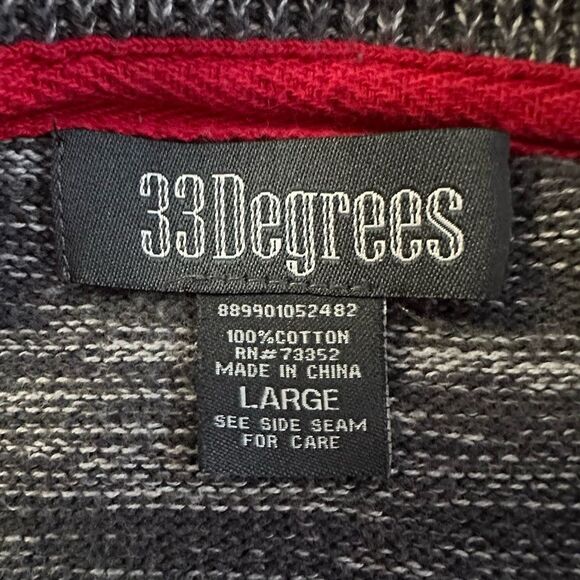 33Degrees
889901052482
100%COTTON
RN#73352
MADE IN CHINA
LARGE
SEE SIDE SEAM
FOR CARE